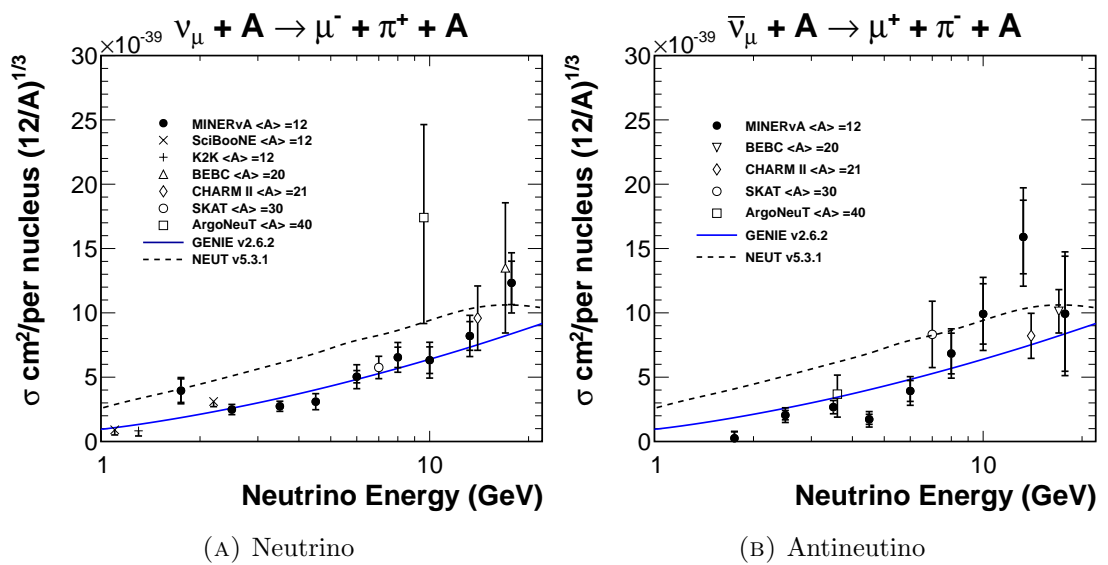 ν_μ + A → μ⁻ + π⁺ + A
×10⁻³⁹
30
25
20
15
10
5
0
σ cm²/per nucleus (12/A)^1/3
MINERvA <A> =12
SciBooNE <A> =12
K2K <A> =12
BEBC <A> =20
CHARM II <A> =21
SKAT <A> =30
ArgoNeuT <A> =40
GENIE v2.6.2
NEUT v5.3.1
1
10
Neutrino Energy (GeV)
(A) Neutrino
ν̅_μ + A → μ⁺ + π⁻ + A
×10⁻³⁹
30
25
20
15
10
5
0
σ cm²/per nucleus (12/A)^1/3
MINERvA <A> =12
BEBC <A> =20
CHARM II <A> =21
SKAT <A> =30
ArgoNeuT <A> =40
GENIE v2.6.2
NEUT v5.3.1
1
10
Neutrino Energy (GeV)
(B) Antineutino